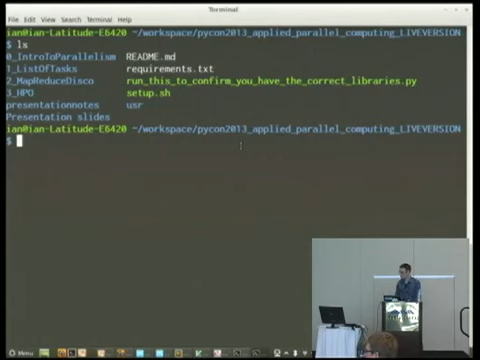 Terminal
File Edit View Search Terminal Help
ian@ian-Latitude-E6420 ~/workspace/pycon2013_applied_parallel_computing_LIVEVERSION
$ ls
0_IntroToParallelism README.md
1_ListOfTasks requirements.txt
2_MapReduceDisco run_this_to_confirm_you_have_the_correct_libraries.py
3_HPO setup.sh
presentationnotes usr
Presentation slides
ian@ian-Latitude-E6420 ~/workspace/pycon2013_applied_parallel_computing_LIVEVERSION
$
Menu